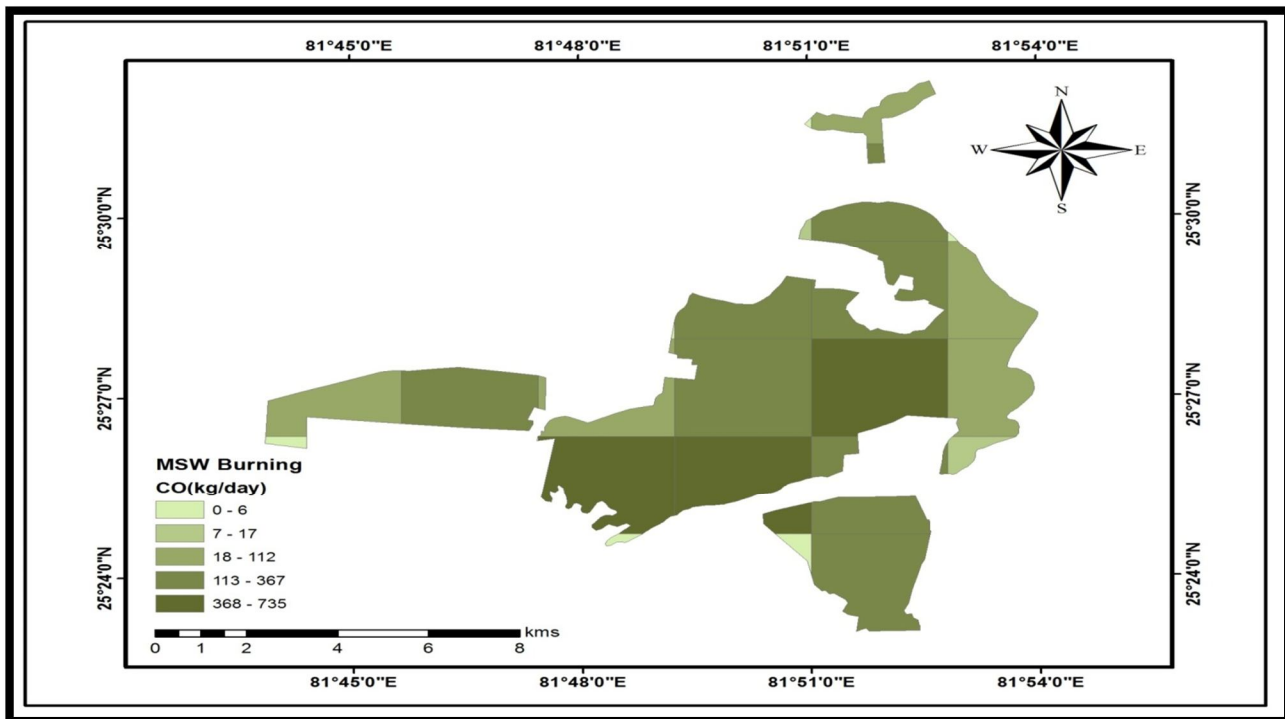 81°45'0"E 81°48'0"E 81°51'0"E 81°54'0"E
N
W E
S
25°30'0"N 25°30'0"N
25°27'0"N 25°27'0"N
25°24'0"N 25°24'0"N
MSW Burning
CO(kg/day)
0 - 6
7 - 17
18 - 112
113 - 367
368 - 735
kms
0 1 2 4 6 8
81°45'0"E 81°48'0"E 81°51'0"E 81°54'0"E